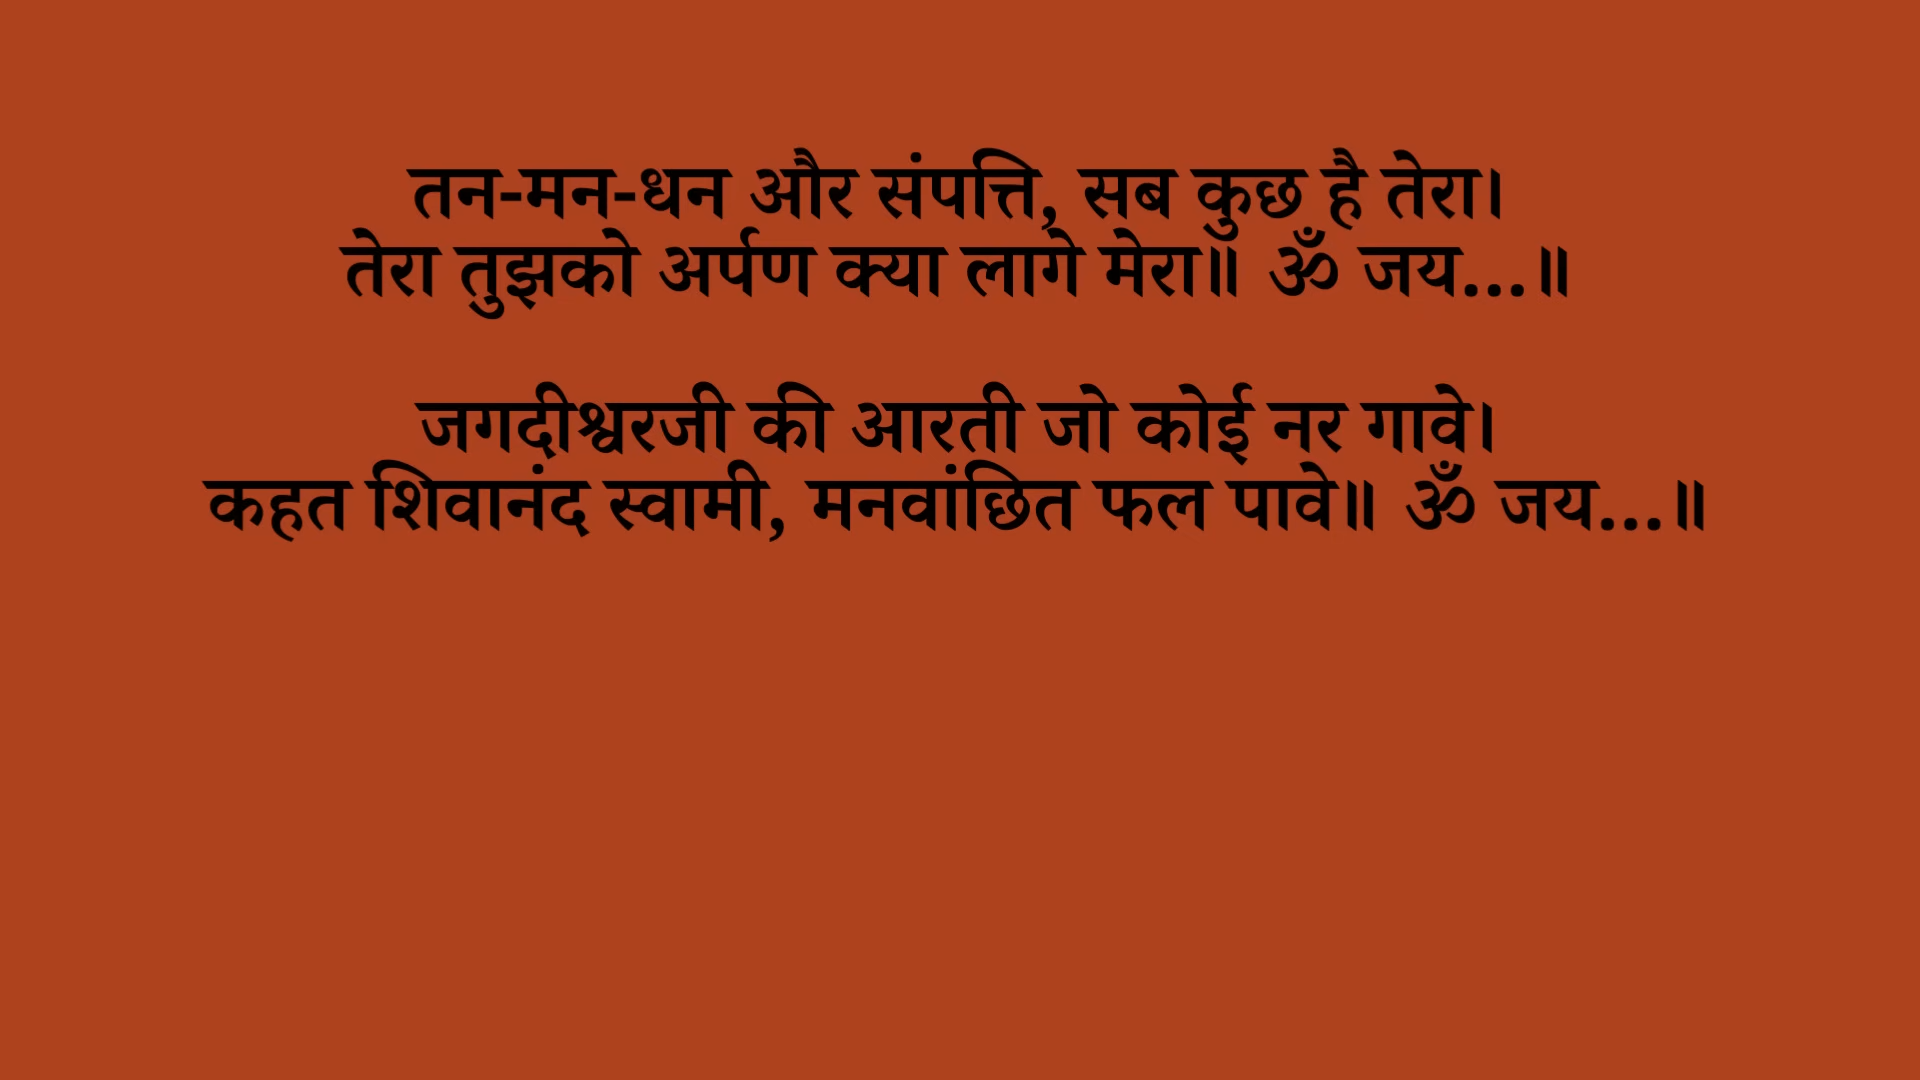 तन-मन-धन और संपत्ति, सब कुछ है तेरा।
तेरा तुझको अर्पण क्या लागे मेरा॥ ॐ जय...॥
जगदीश्वरजी की आरती जो कोई नर गावे।
कहत शिवानंद स्वामी, मनवांछित फल पावे॥ ॐ जय...॥